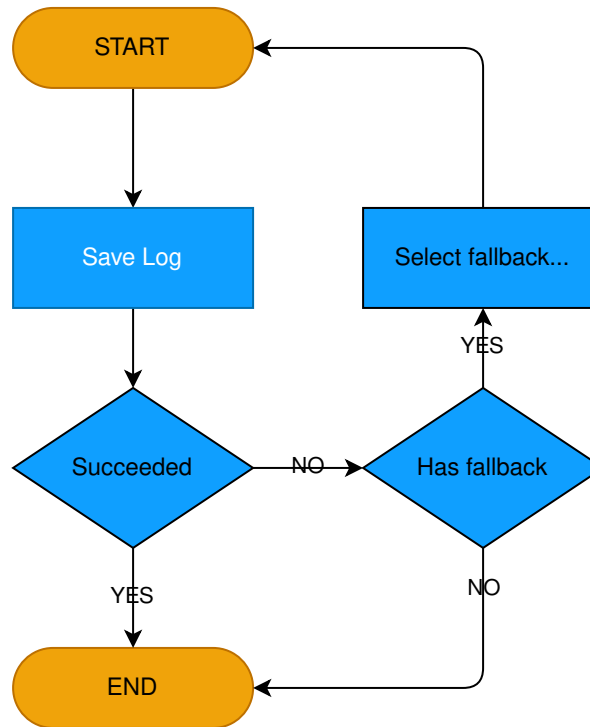 START
Save Log
Select fallback...
YES
Succeeded
NO
Has fallback
YES
NO
END